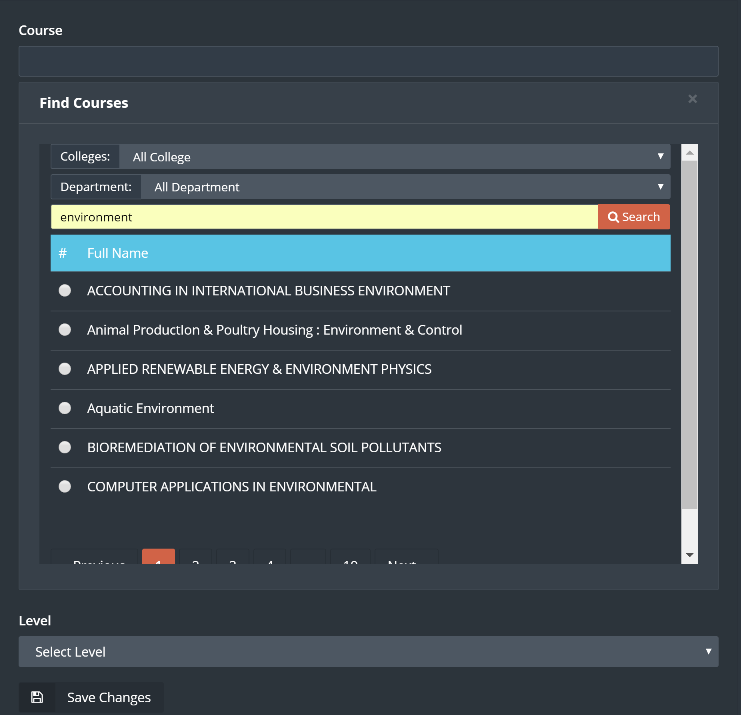 Course
Find Courses ×
Colleges: All College
Department: All Department
environment Search
# Full Name
ACCOUNTING IN INTERNATIONAL BUSINESS ENVIRONMENT
Animal Production & Poultry Housing : Environment & Control
APPLIED RENEWABLE ENERGY & ENVIRONMENT PHYSICS
Aquatic Environment
BIOREMEDIATION OF ENVIRONMENTAL SOIL POLLUTANTS
COMPUTER APPLICATIONS IN ENVIRONMENTAL
Previous 1 2 3 4 Next
Level
Select Level
Save Changes